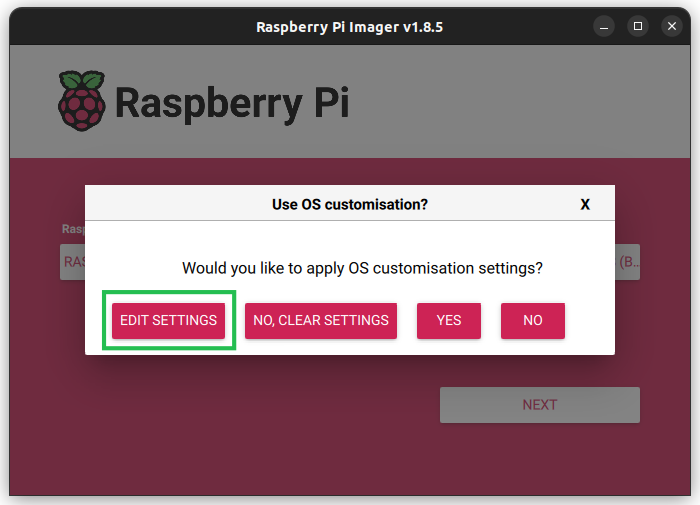 Raspberry Pi Imager v1.8.5
Raspberry Pi
Use OS customisation?
X
Rasp
RAS
(B..
Would you like to apply OS customisation settings?
EDIT SETTINGS
NO, CLEAR SETTINGS
YES
NO
NEXT